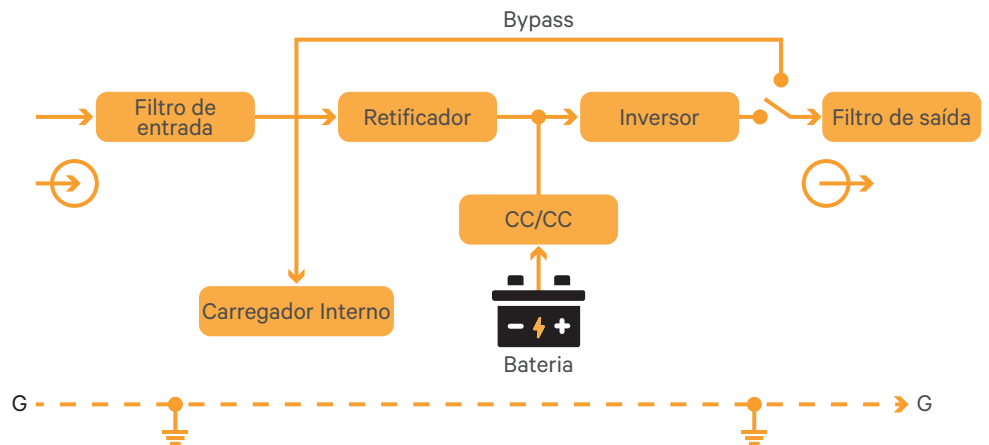 Bypass
Filtro de
entrada
Retificador
Inversor
Filtro de saída
CC/CC
Carregador Interno
Bateria
G
G